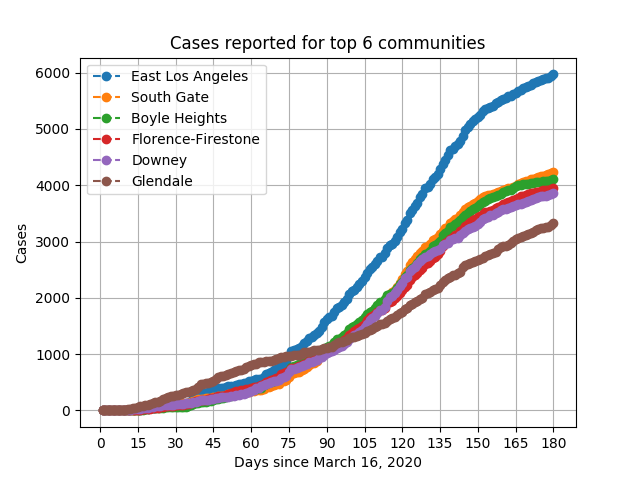 Cases reported for top 6 communities
6000
5000
4000
3000
2000
1000
0
Cases
East Los Angeles
South Gate
Boyle Heights
Florence-Firestone
Downey
Glendale
0 15 30 45 60 75 90 105 120 135 150 165 180
Days since March 16, 2020